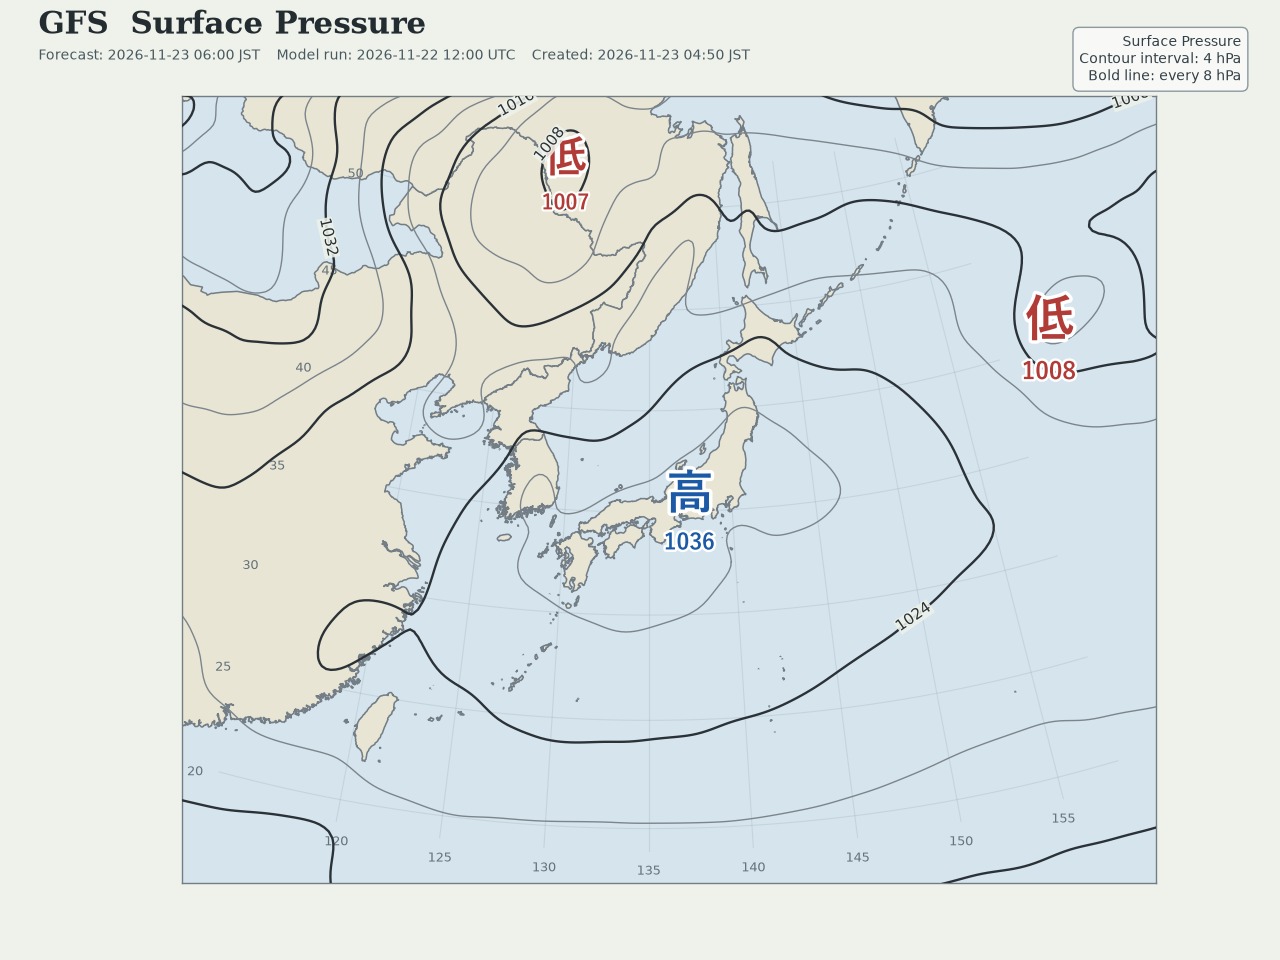 GFS  Surface Pressure
Forecast: 2026-11-23 06:00 JST    Model run: 2026-11-22 12:00 UTC    Created: 2026-11-23 04:50 JST
Surface Pressure
Contour interval: 4 hPa
Bold line: every 8 hPa
1016
1008
低
1007
50
1032
45
低
1008
40
35
高
1036
30
1024
25
20
120
125
130
135
140
145
150
155